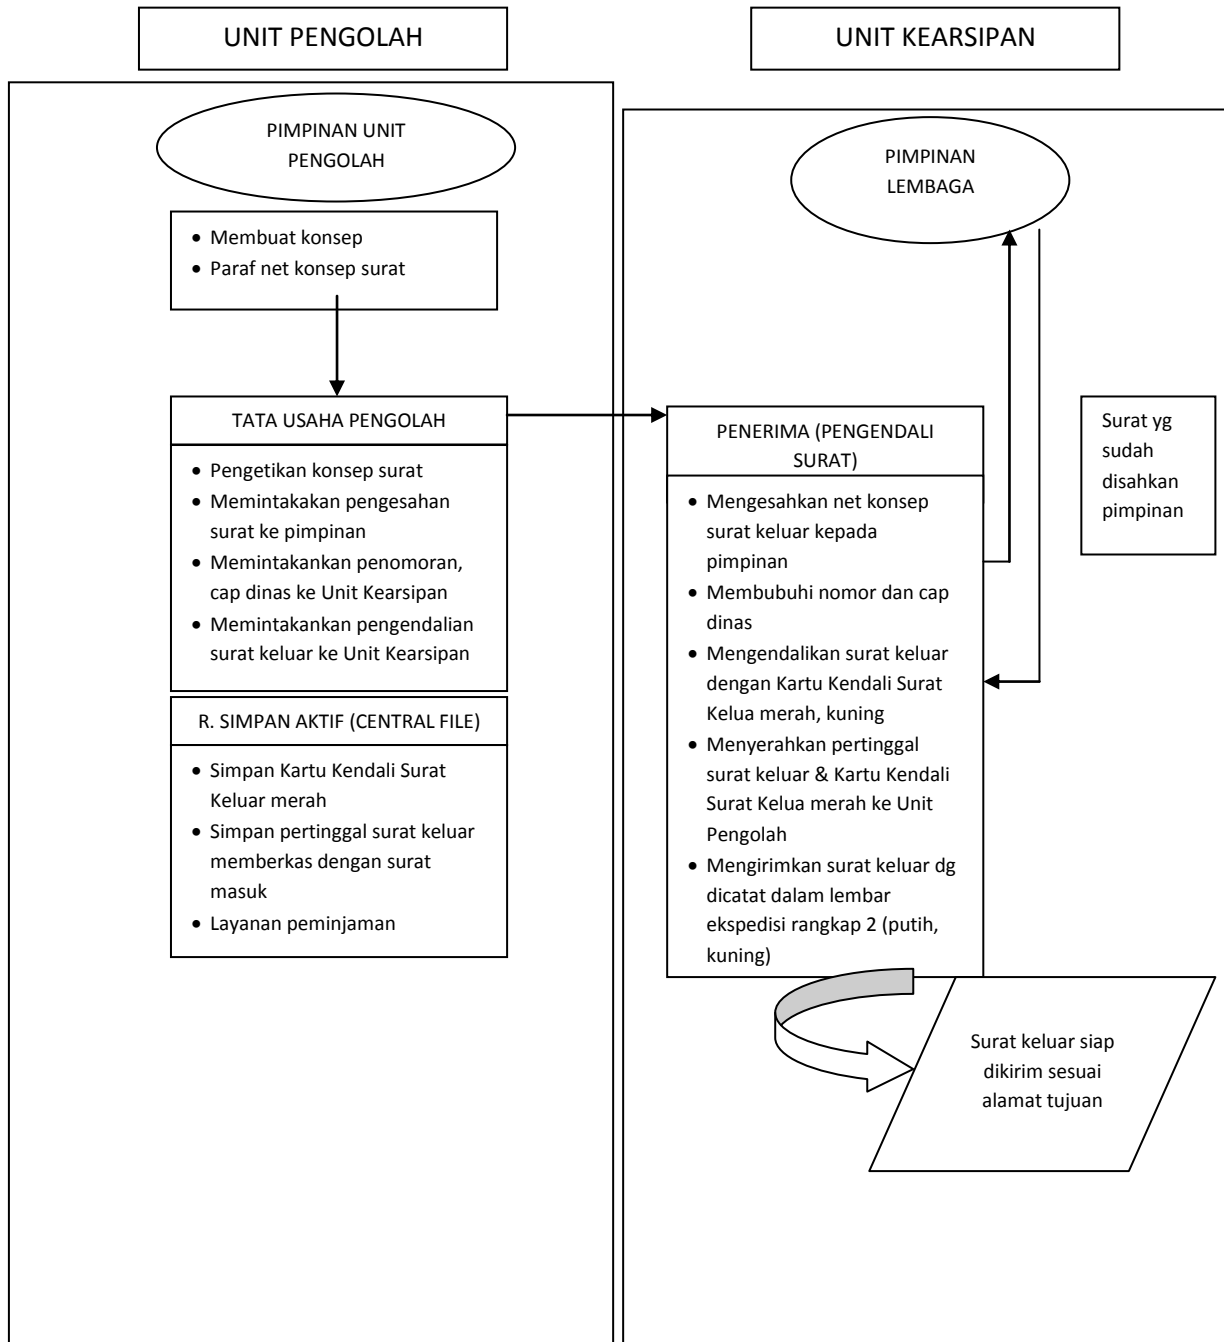 UNIT PENGOLAH
UNIT KEARSIPAN
PIMPINAN UNIT
PENGOLAH
• Membuat konsep
• Paraf net konsep surat
TATA USAHA PENGOLAH
• Pengetikan konsep surat
• Memintakakan pengesahan
surat ke pimpinan
• Memintakankan penomoran,
cap dinas ke Unit Kearsipan
• Memintakankan pengendalian
surat keluar ke Unit Kearsipan
R. SIMPAN AKTIF (CENTRAL FILE)
• Simpan Kartu Kendali Surat
Keluar merah
• Simpan pertinggal surat keluar
memberkas dengan surat
masuk
• Layanan peminjaman
PIMPINAN
LEMBAGA
PENERIMA (PENGENDALI
SURAT)
• Mengesahkan net konsep
surat keluar kepada
pimpinan
• Membubuhi nomor dan cap
dinas
• Mengendalikan surat keluar
dengan Kartu Kendali Surat
Kelua merah, kuning
• Menyerahkan pertinggal
surat keluar & Kartu Kendali
Surat Kelua merah ke Unit
Pengolah
• Mengirimkan surat keluar dg
dicatat dalam lembar
ekspedisi rangkap 2 (putih,
kuning)
Surat yg
sudah
disahkan
pimpinan
Surat keluar siap
dikirim sesuai
alamat tujuan